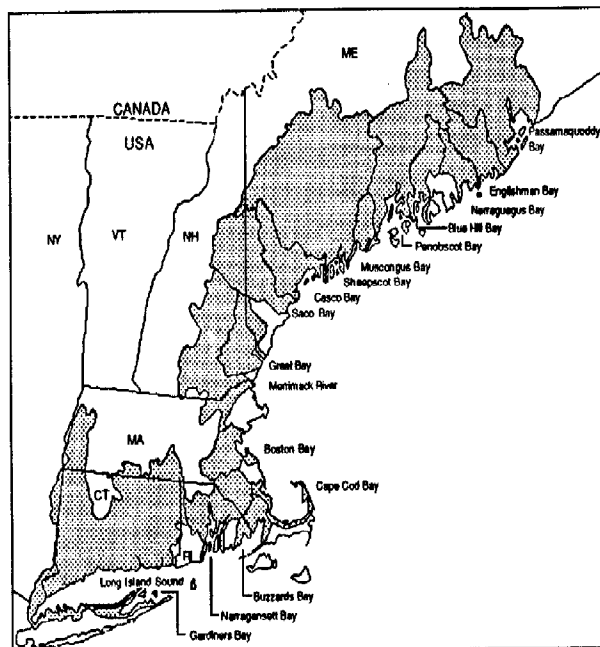 ME
CANADA
USA
Passamaquoddy
Bay
Englishman Bay
Narraguagus Bay
Blue Hill Bay
Penobscot Bay
NY
VT
NH
Muscongus Bay
Sheepscot Bay
Casco Bay
Saco Bay
Great Bay
Merrimack River
MA
Boston Bay
CT
Cape Cod Bay
RI
Long Island Sound
Buzzards Bay
Narragansett Bay
Gardiners Bay